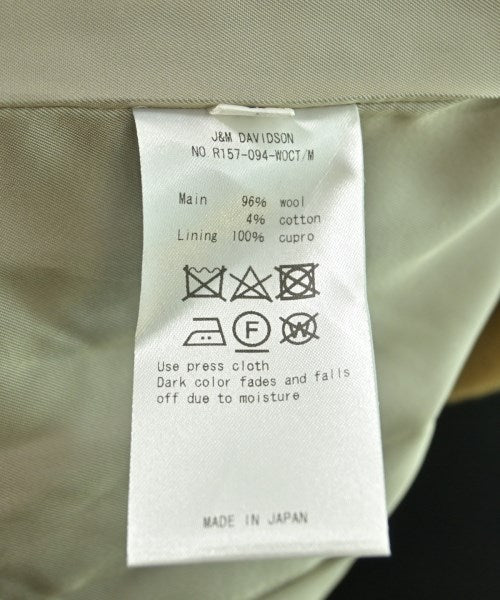 J&M DAVIDSON
NO R157-094-WOCT/M
Main 96% wool
4% cotton
Lining 100% cupro
F W
Use press cloth
Dark color fades and falls
off due to moisture
MADE IN JAPAN